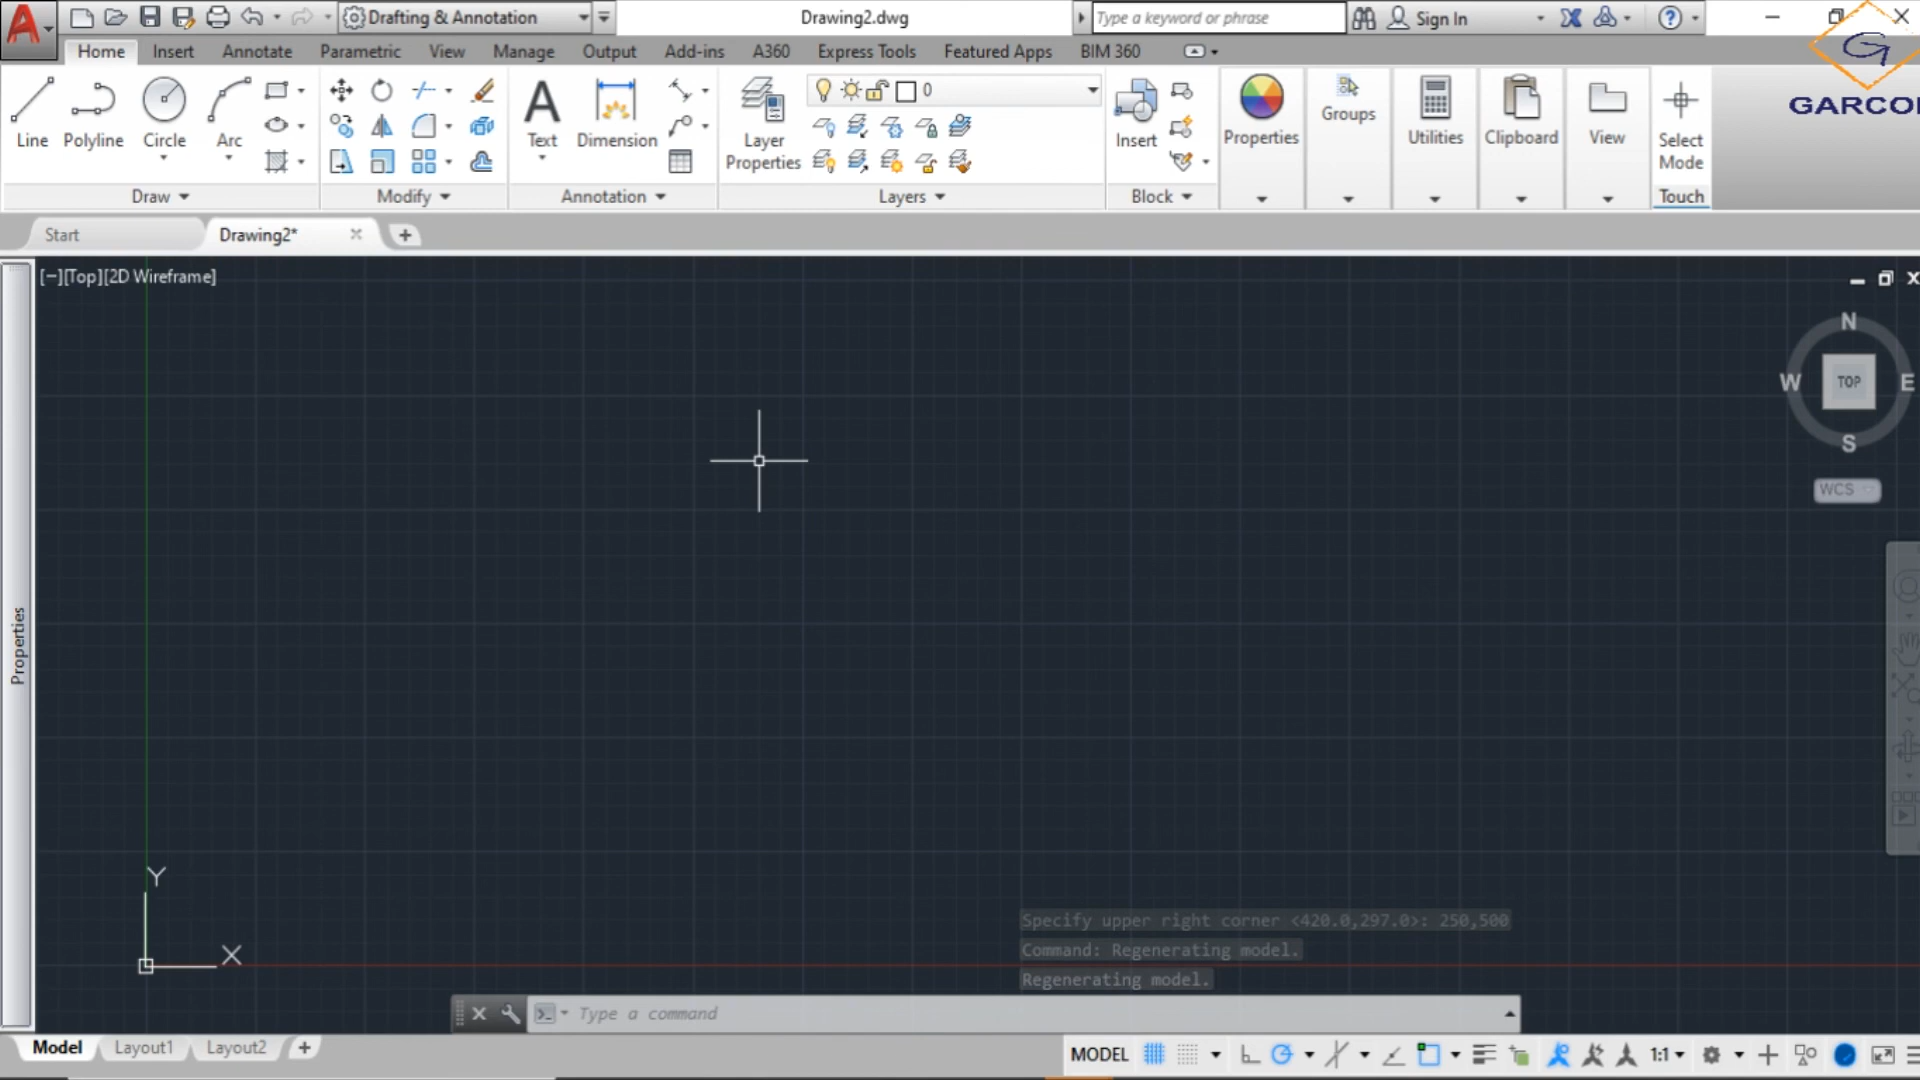 A
Drafting & Annotation
Drawing2.dwg
Type a keyword or phrase
Sign In
Home
Insert
Annotate
Parametric
View
Manage
Output
Add-ins
A360
Express Tools
Featured Apps
BIM 360
G
GARCO
Line
Polyline
Circle
Arc
Text
Dimension
Layer
Properties
0
Insert
Properties
Groups
Utilities
Clipboard
View
Select
Mode
Draw
Modify
Annotation
Layers
Block
Touch
Start
Drawing2*
[−][Top][2D Wireframe]
N
W
TOP
E
S
WCS
Properties
Y
X
Specify upper right corner <420.0,297.0>: 250,500
Command: Regenerating model.
Regenerating model.
Type a command
Model
Layout1
Layout2
MODEL
1:1